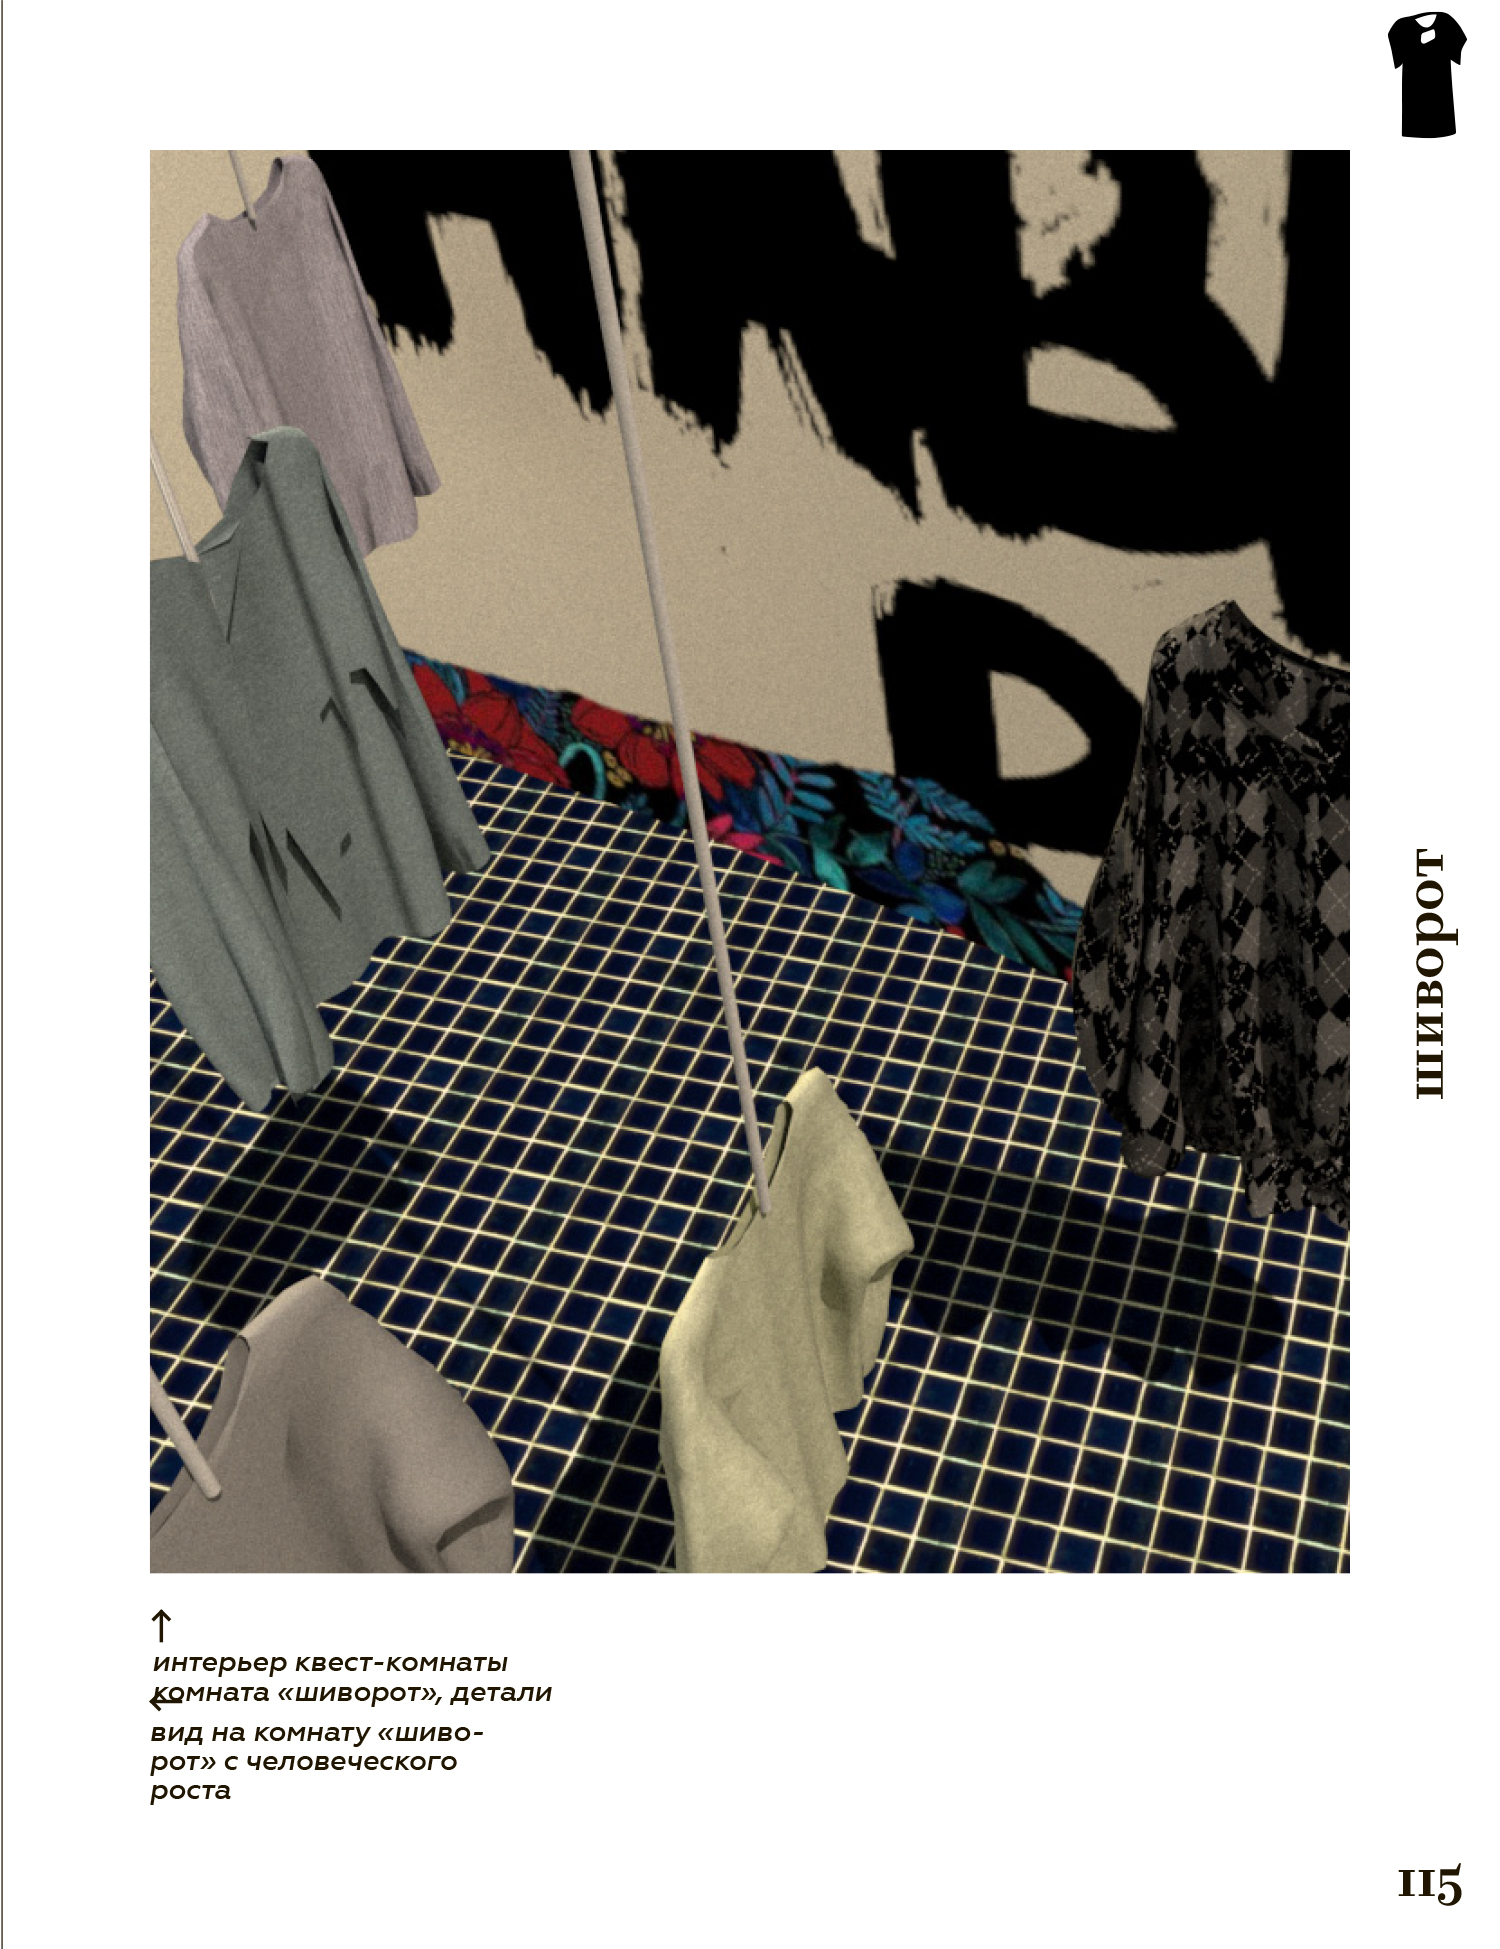 шиворот
↑
интерьер квест-комнаты
комната «шиворот», детали
←
вид на комнату «шиво-
рот» с человеческого
роста
115